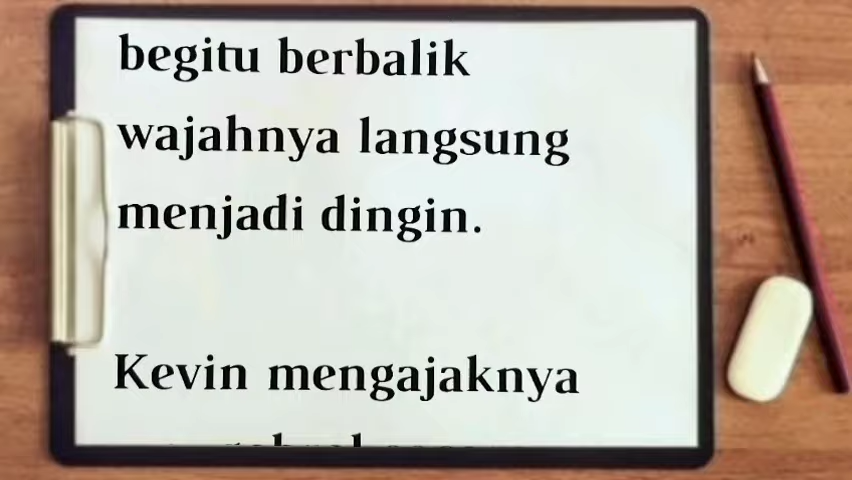 begitu berbalik
wajahnya langsung
menjadi dingin.
Kevin mengajaknya